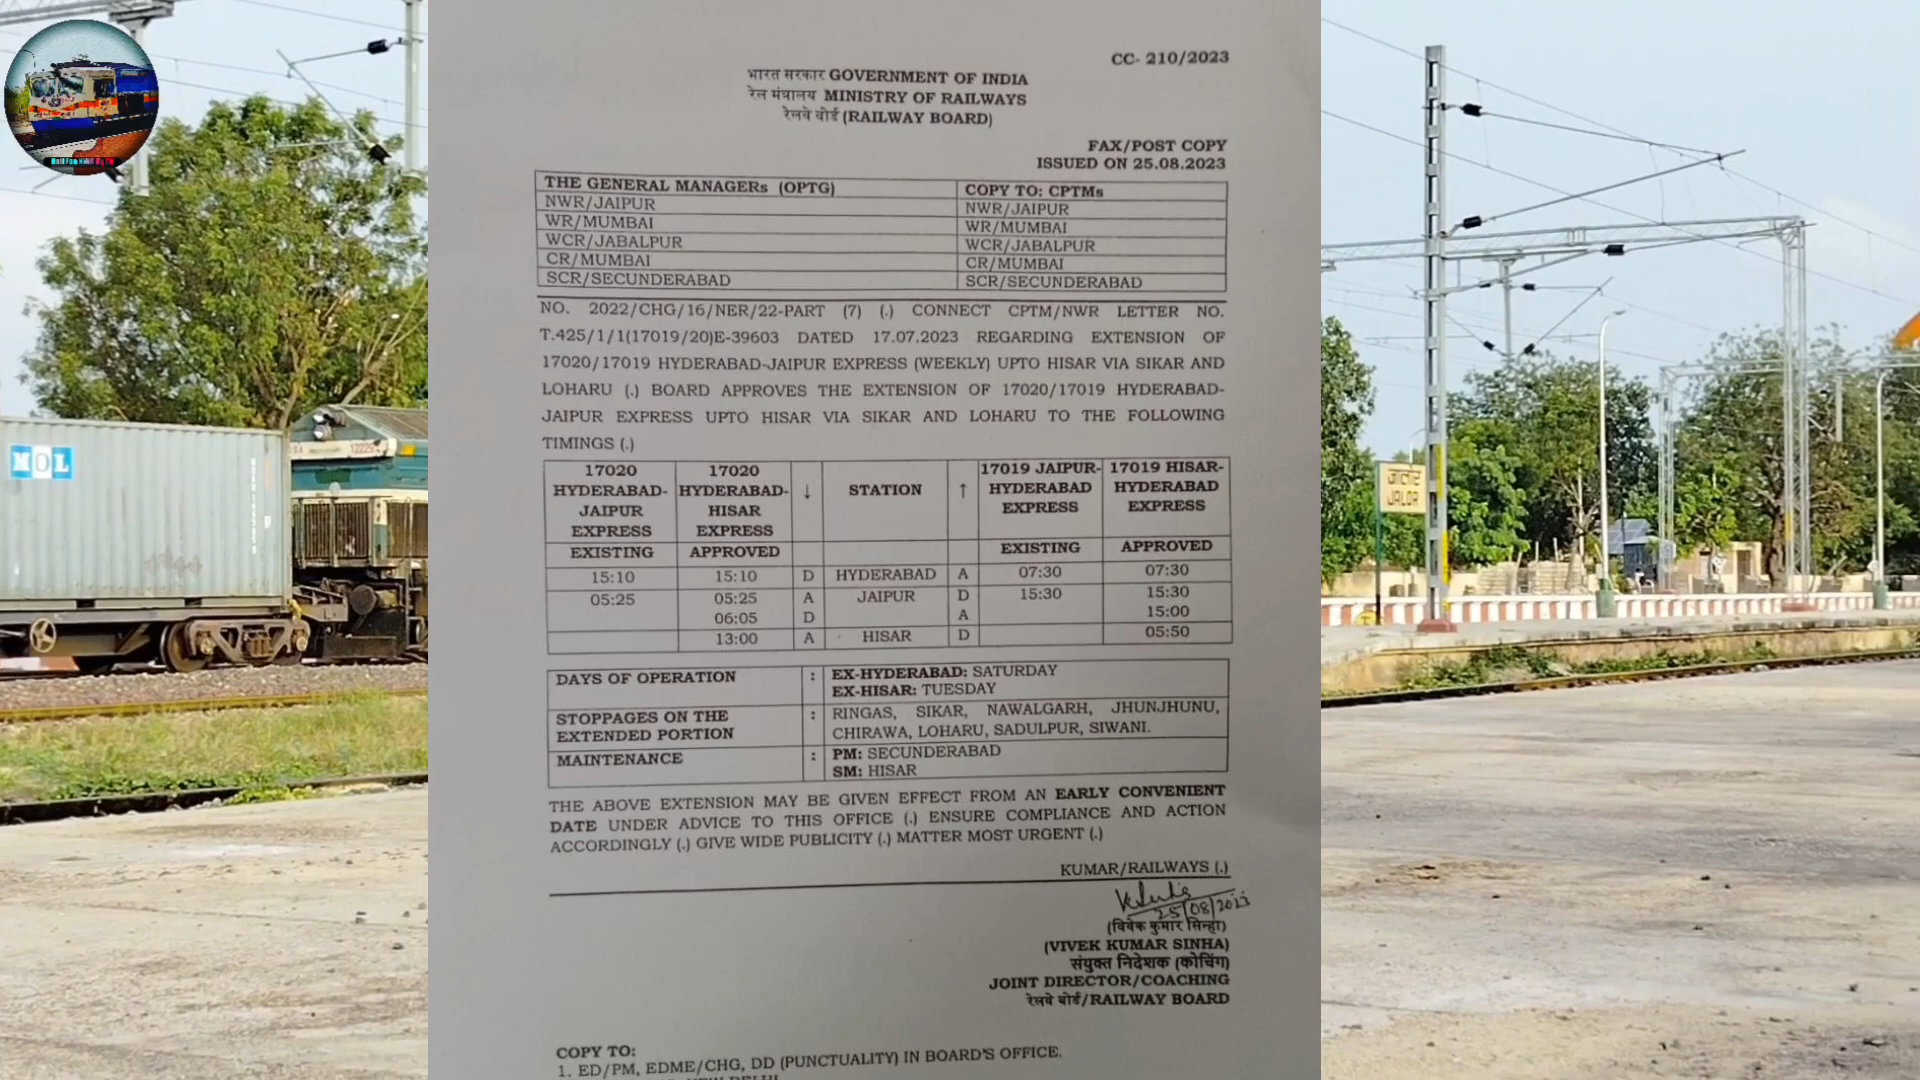 CC- 210/2023
भारत सरकार GOVERNMENT OF INDIA
रेल मंत्रालय MINISTRY OF RAILWAYS
रेलवे बोर्ड (RAILWAY BOARD)
FAX/POST COPY
ISSUED ON 25.08.2023
THE GENERAL MANAGERs (OPTG) COPY TO: CPTMs
NWR/JAIPUR NWR/JAIPUR
WR/MUMBAI WR/MUMBAI
WCR/JABALPUR WCR/JABALPUR
CR/MUMBAI CR/MUMBAI
SCR/SECUNDERABAD SCR/SECUNDERABAD
NO. 2022/CHG/16/NER/22-PART (7) (.) CONNECT CPTM/NWR LETTER NO.
T.425/1/1(17019/20)E-39603 DATED 17.07.2023 REGARDING EXTENSION OF
17020/17019 HYDERABAD-JAIPUR EXPRESS (WEEKLY) UPTO HISAR VIA SIKAR AND
LOHARU (.) BOARD APPROVES THE EXTENSION OF 17020/17019 HYDERABAD-
JAIPUR EXPRESS UPTO HISAR VIA SIKAR AND LOHARU TO THE FOLLOWING
TIMINGS (.)
17020 17020 17019 JAIPUR- 17019 HISAR-
HYDERABAD- HYDERABAD- ↓ STATION ↑ HYDERABAD HYDERABAD
JAIPUR HISAR EXPRESS EXPRESS
EXPRESS EXPRESS
EXISTING APPROVED EXISTING APPROVED
15:10 15:10 D HYDERABAD A 07:30 07:30
05:25 05:25 A JAIPUR D 15:30 15:30
06:05 D A 15:00
13:00 A HISAR D 05:50
DAYS OF OPERATION : EX-HYDERABAD: SATURDAY
EX-HISAR: TUESDAY
STOPPAGES ON THE : RINGAS, SIKAR, NAWALGARH, JHUNJHUNU,
EXTENDED PORTION CHIRAWA, LOHARU, SADULPUR, SIWANI.
MAINTENANCE : PM: SECUNDERABAD
SM: HISAR
THE ABOVE EXTENSION MAY BE GIVEN EFFECT FROM AN EARLY CONVENIENT
DATE UNDER ADVICE TO THIS OFFICE (.) ENSURE COMPLIANCE AND ACTION
ACCORDINGLY (.) GIVE WIDE PUBLICITY (.) MATTER MOST URGENT (.)
KUMAR/RAILWAYS (.)
25/08/2023
(विवेक कुमार सिन्हा)
(VIVEK KUMAR SINHA)
संयुक्त निदेशक (कोचिंग)
JOINT DIRECTOR/COACHING
रेलवे बोर्ड/RAILWAY BOARD
COPY TO:
1. ED/PM, EDME/CHG, DD (PUNCTUALITY) IN BOARD'S OFFICE.
MOL
जालोर
JALOR